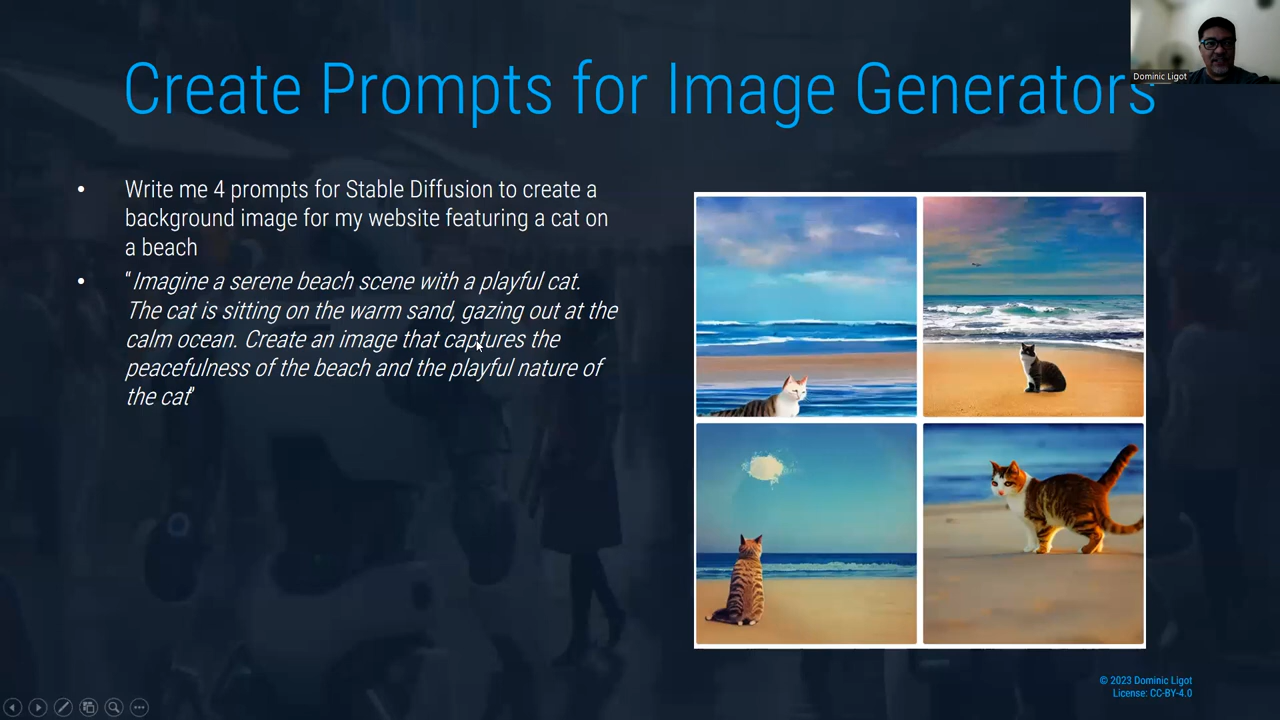 Create Prompts for Image Generators
Dominic Ligot
• Write me 4 prompts for Stable Diffusion to create a
background image for my website featuring a cat on
a beach
• "Imagine a serene beach scene with a playful cat.
The cat is sitting on the warm sand, gazing out at the
calm ocean. Create an image that captures the
peacefulness of the beach and the playful nature of
the cat"
© 2023 Dominic Ligot
License: CC-BY-4.0